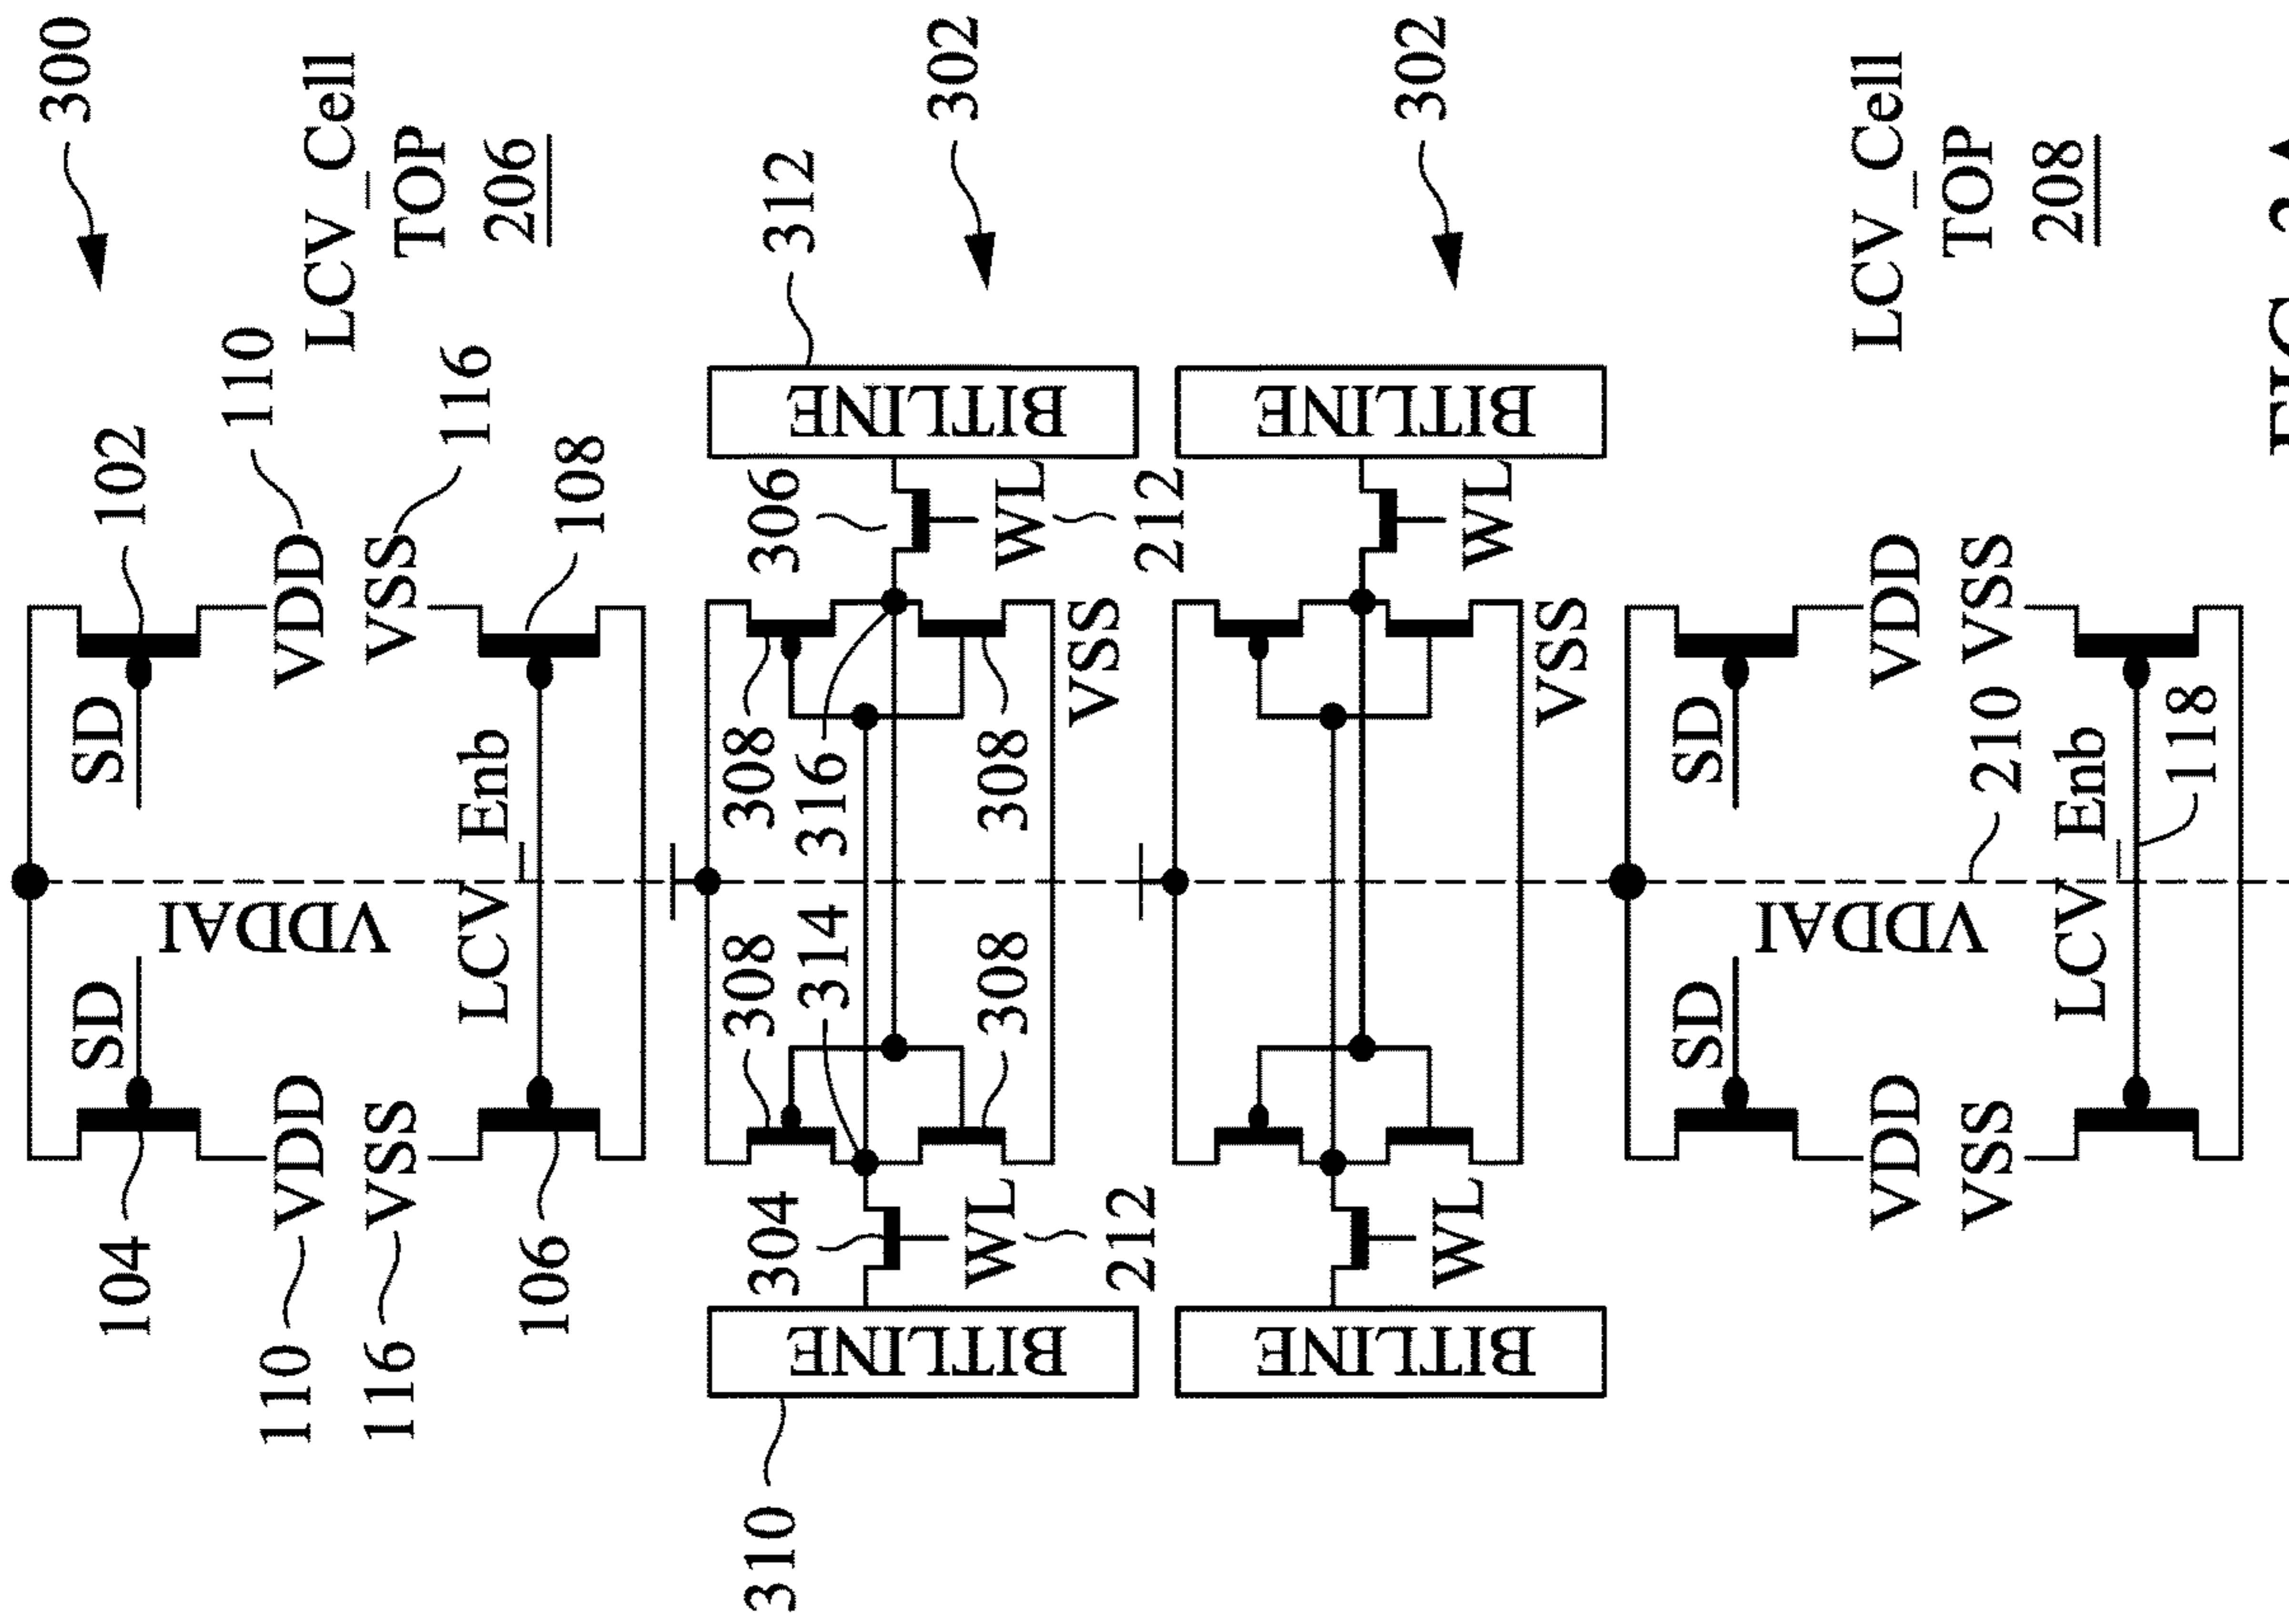 300
SD SD
104 102
VDDAI
110 VDD VDD 110
LCV_Cell
TOP
206
116 VSS VSS 116
LCV_Enb
106 108
310 304 308 308 306 312
314 316
BITLINE BITLINE
302
WL 308 308 WL
VSS
212 212
BITLINE BITLINE
302
WL WL
VSS
SD SD
VDDAI
VDD VDD
LCV_Cell
TOP
208
VSS VSS
210
LCV_Enb
118